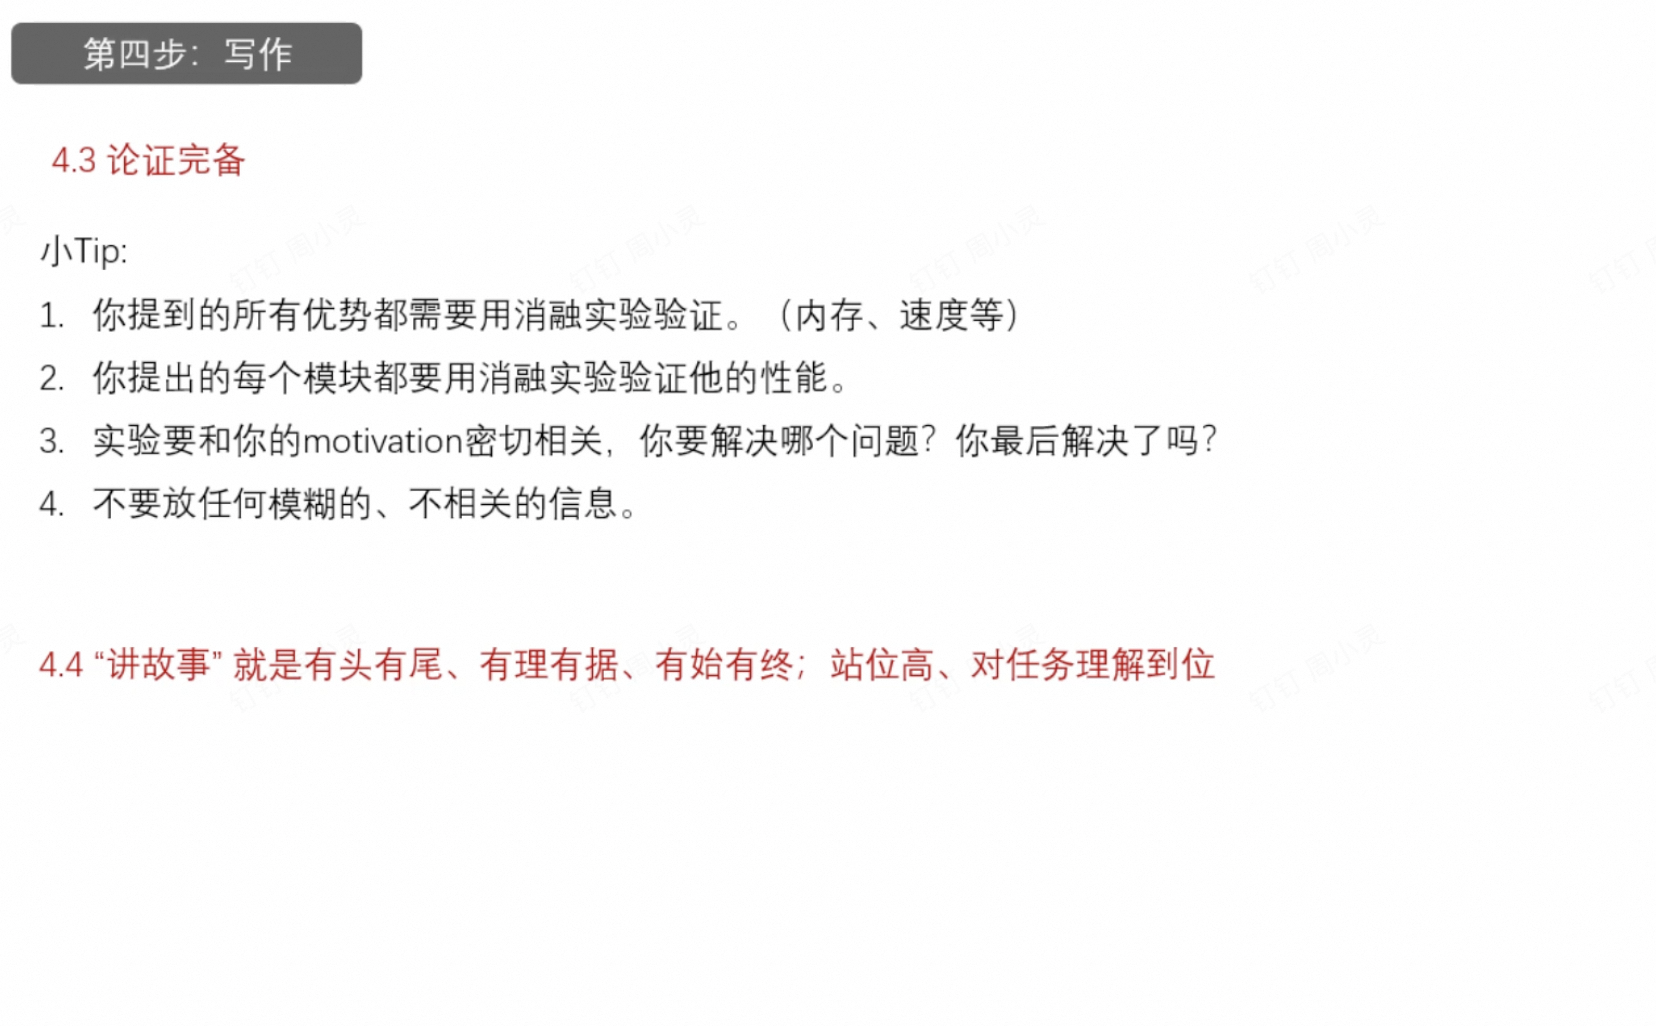 第四步：写作
4.3 论证完备
小Tip:
1. 你提到的所有优势都需要用消融实验验证。（内存、速度等）
2. 你提出的每个模块都要用消融实验验证他的性能。
3. 实验要和你的motivation密切相关，你要解决哪个问题？你最后解决了吗？
4. 不要放任何模糊的、不相关的信息。
4.4 “讲故事” 就是有头有尾、有理有据、有始有终；站位高、对任务理解到位
钉钉 周小灵
钉钉 周小灵
钉钉 周小灵
钉钉 周小灵
钉钉 周小灵
钉钉 周小灵
钉钉 周小灵
钉钉 周小灵